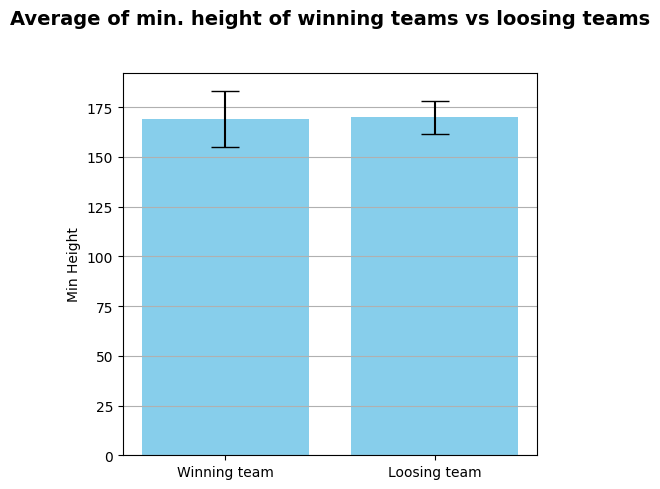 Average of min. height of winning teams vs loosing teams
175
150
125
100
75
50
25
0
Min Height
Winning team
Loosing team